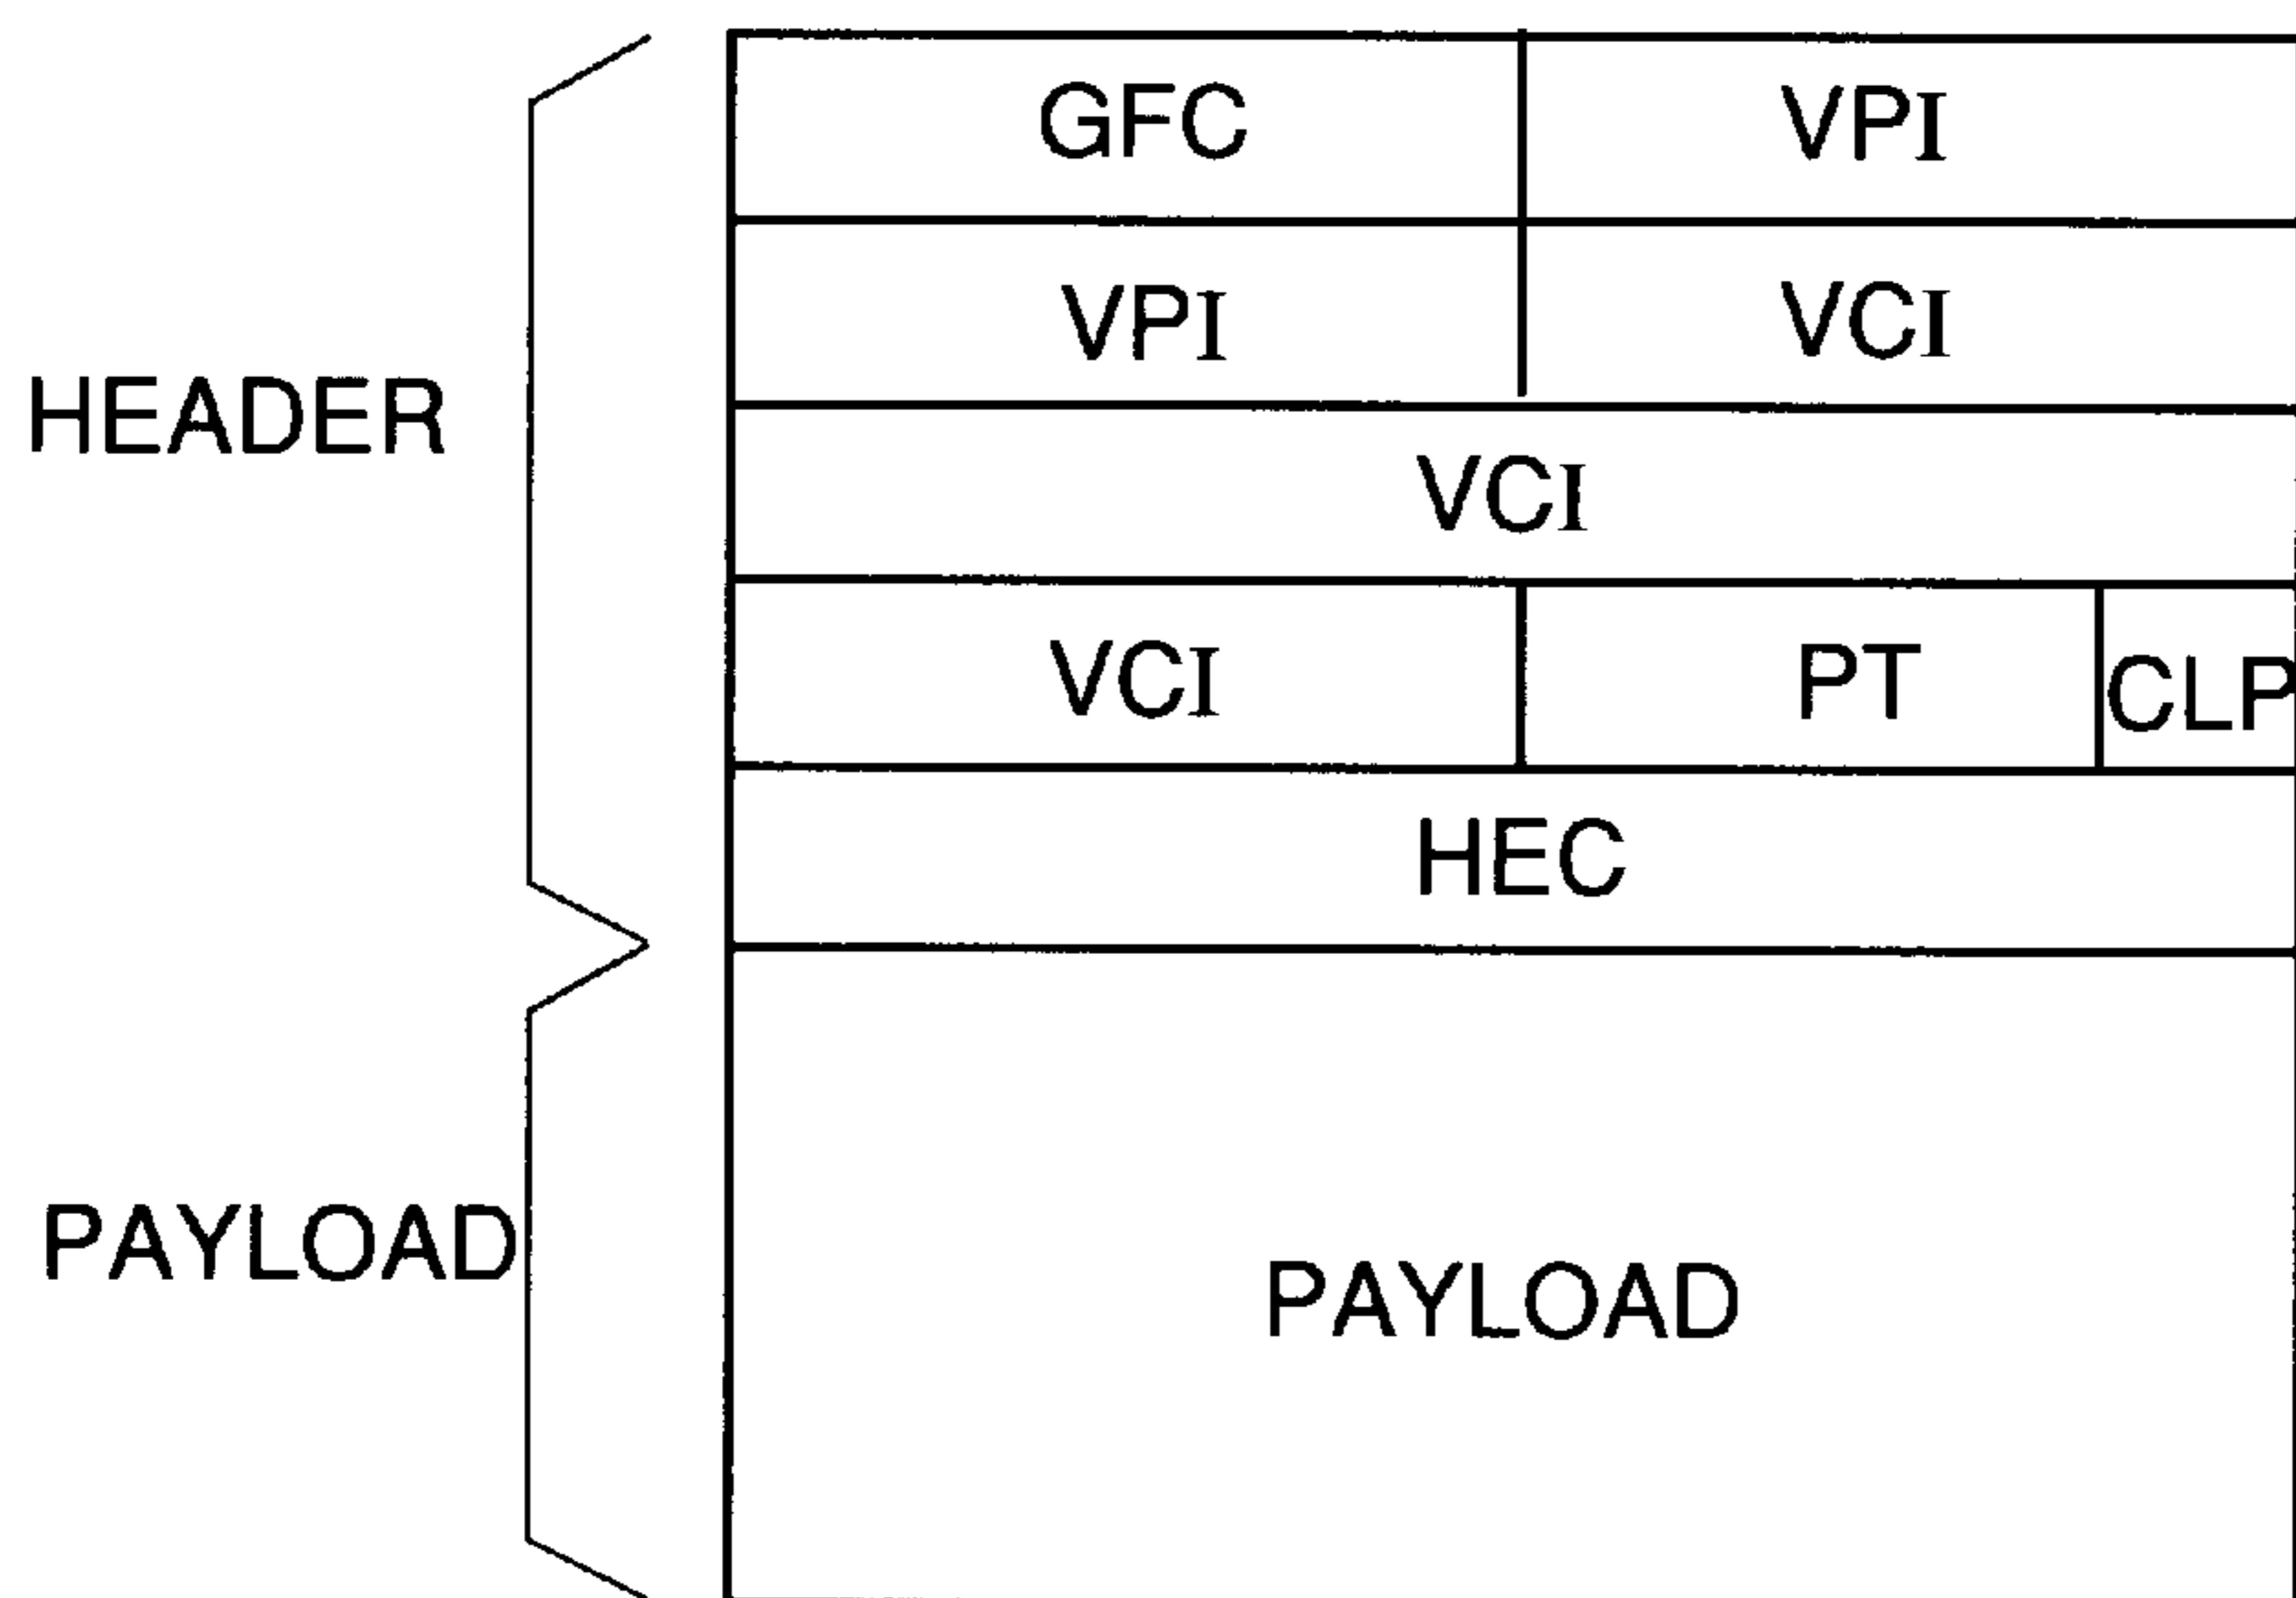 GFC VPI
VPI VCI
HEADER
VCI
VCI PT CLP
HEC
PAYLOAD
PAYLOAD